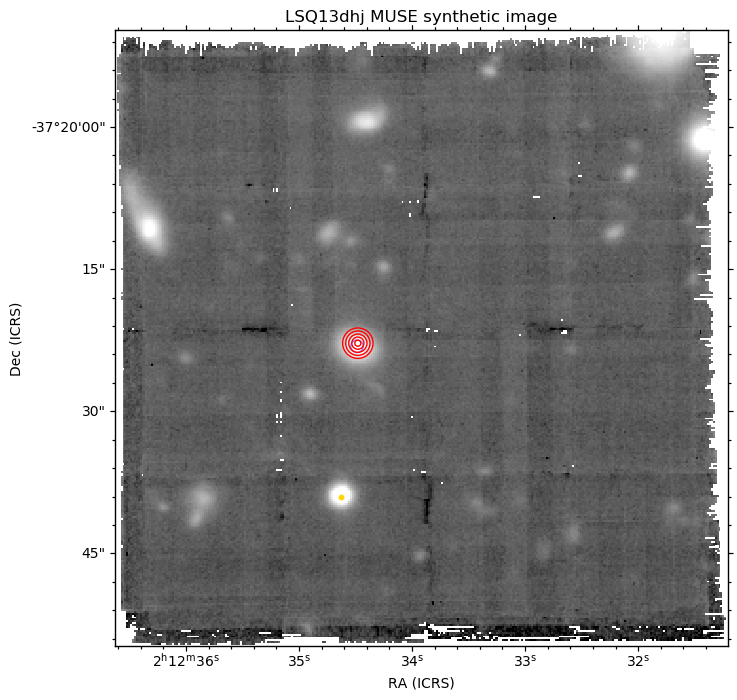 LSQ13dhj MUSE synthetic image
-37°20'00"
15"
30"
45"
Dec (ICRS)
2ʰ12ᵐ36ˢ
35ˢ
34ˢ
33ˢ
32ˢ
RA (ICRS)